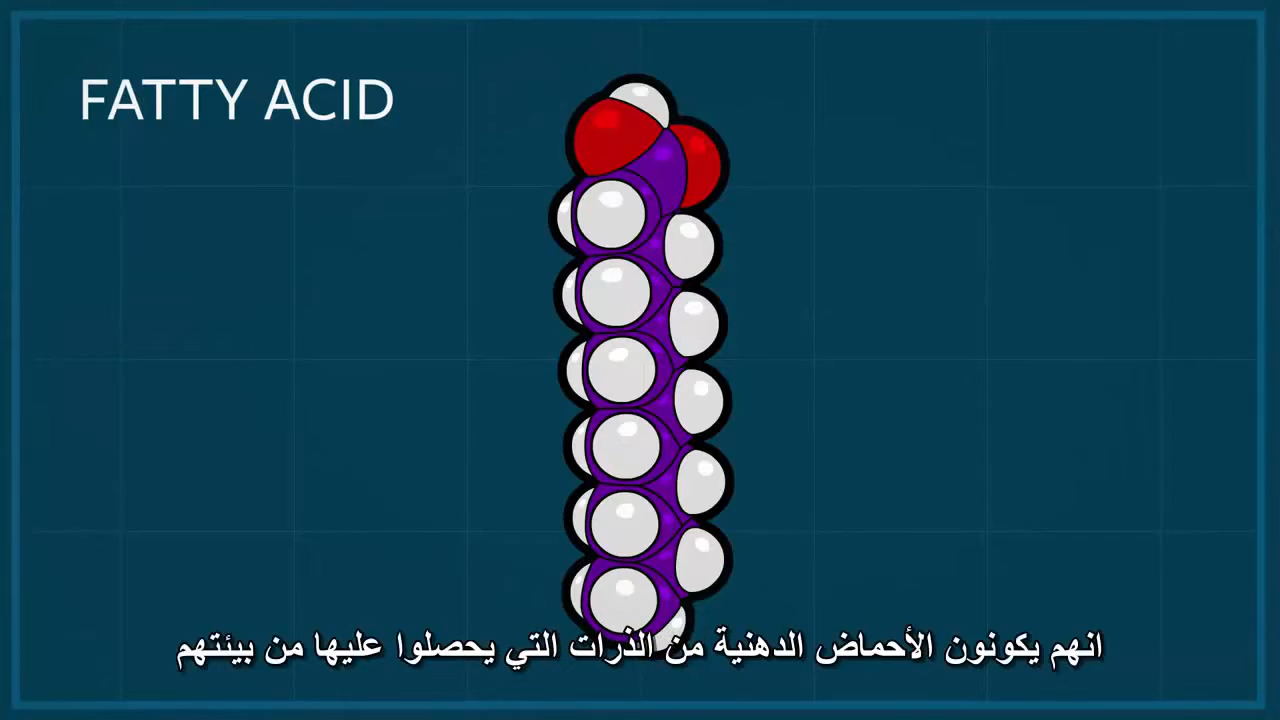 FATTY ACID
انهم يكونون الأحماض الدهنية من الذرات التي يحصلوا عليها من بيئتهم